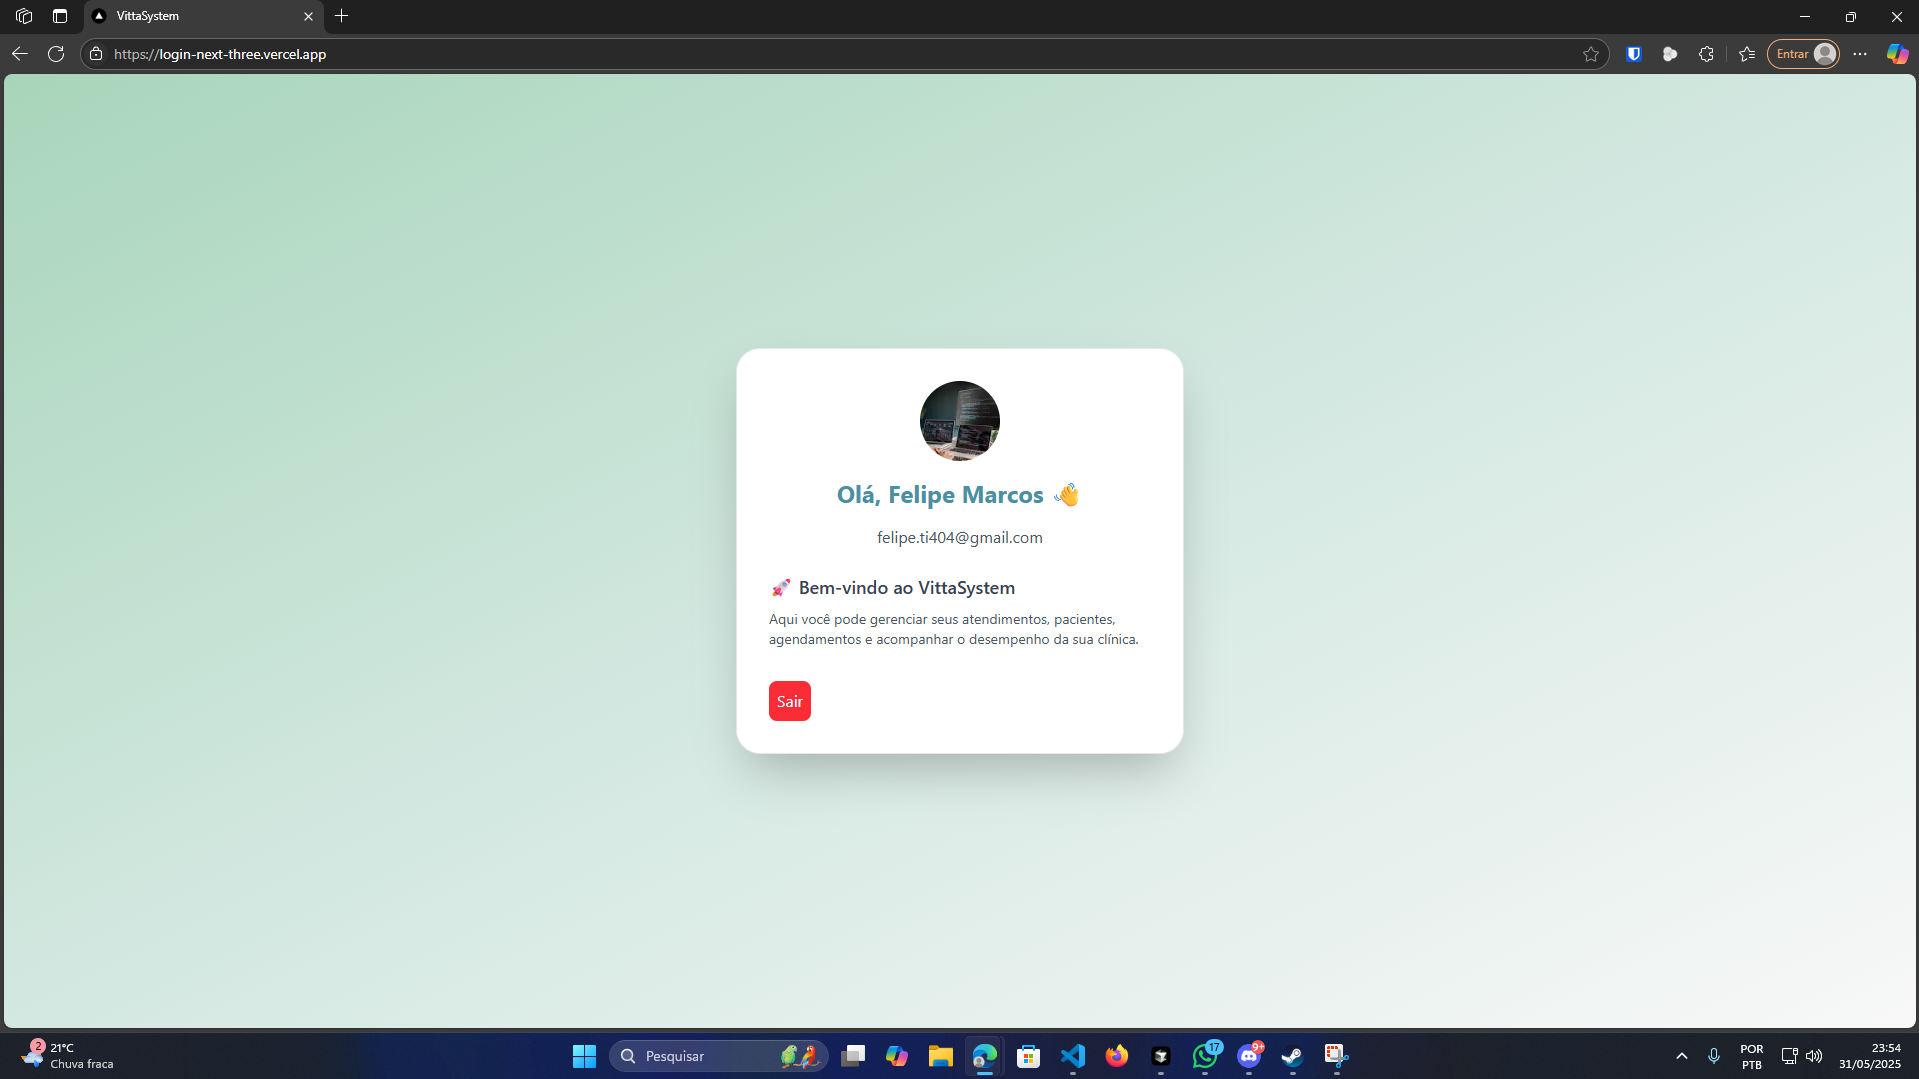 VittaSystem
https://login-next-three.vercel.app
Entrar
Olá, Felipe Marcos 👋
felipe.ti404@gmail.com
🚀 Bem-vindo ao VittaSystem
Aqui você pode gerenciar seus atendimentos, pacientes,
agendamentos e acompanhar o desempenho da sua clínica.
Sair
2
21°C
Chuva fraca
Pesquisar
17
9+
POR
PTB
23:54
31/05/2025